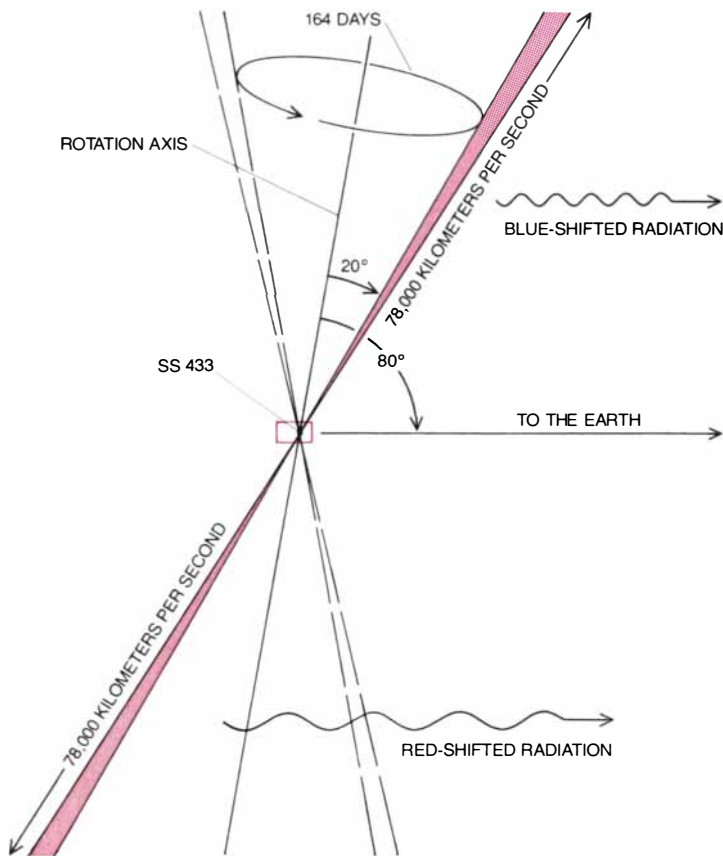 164 DAYS
ROTATION AXIS
78,000 KILOMETERS PER SECOND
BLUE-SHIFTED RADIATION
20°
80°
SS 433
TO THE EARTH
78,000 KILOMETERS PER SECOND
RED-SHIFTED RADIATION